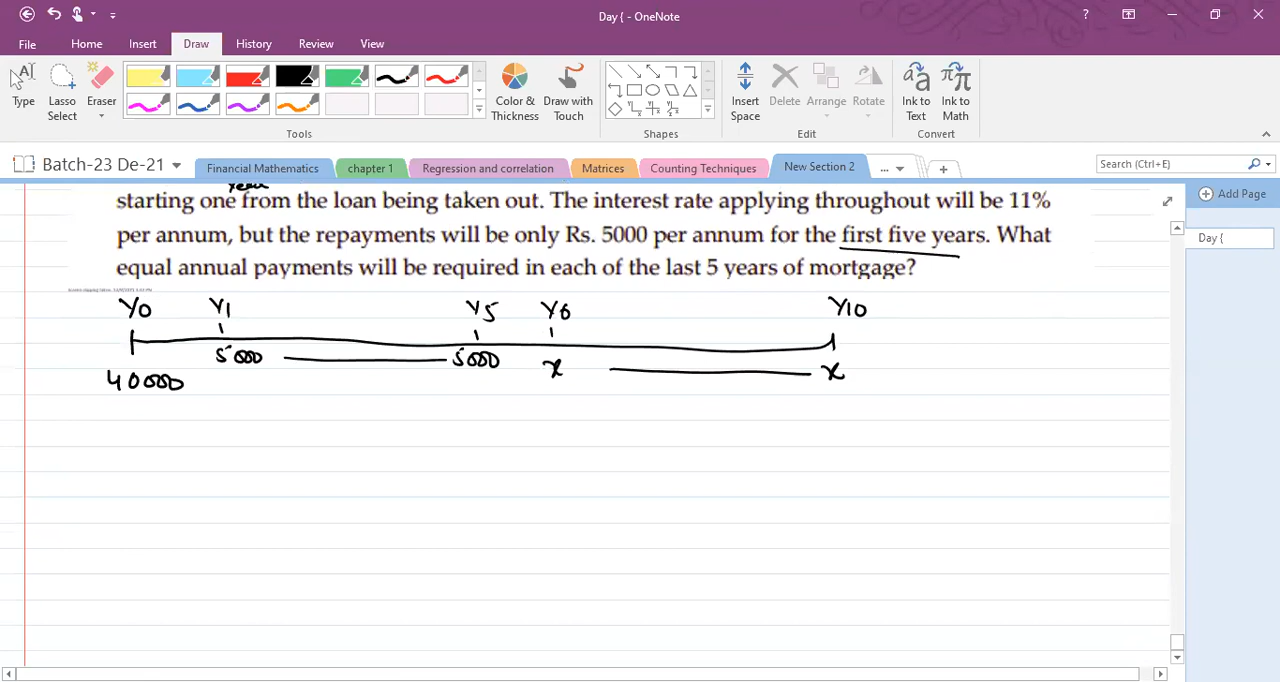 Day { - OneNote
?
File Home Insert Draw History Review View
Type
Lasso Select
Eraser
Color & Thickness
Draw with Touch
Insert Space
Delete
Arrange
Rotate
Ink to Text
Ink to Math
Tools
Shapes
Edit
Convert
Batch-23 De-21
Financial Mathematics
chapter 1
Regression and correlation
Matrices
Counting Techniques
New Section 2
...
Search (Ctrl+E)
Add Page
Day {
year
starting one from the loan being taken out. The interest rate applying throughout will be 11%
per annum, but the repayments will be only Rs. 5000 per annum for the first five years. What
equal annual payments will be required in each of the last 5 years of mortgage?
Y0 Y1 Y5 Y6 Y10
5000 5000 x x
40000